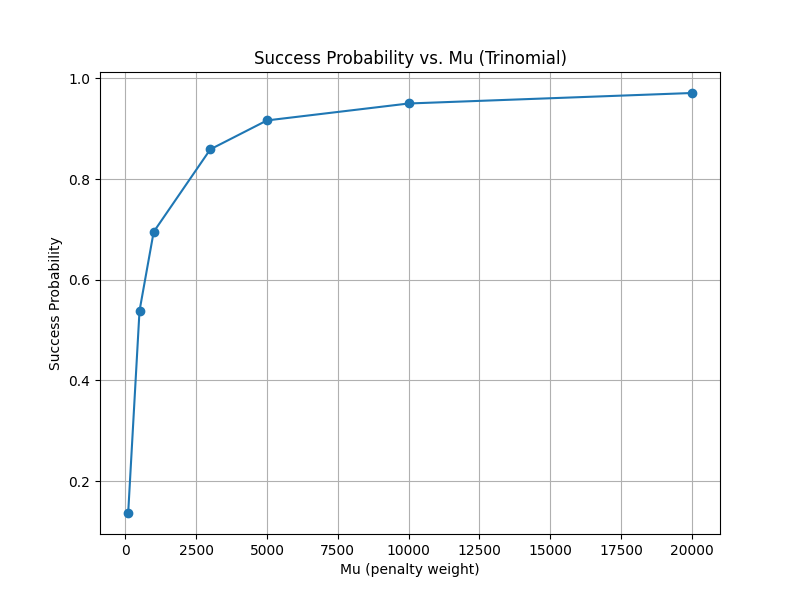 Success Probability vs. Mu (Trinomial)
1.0
0.8
0.6
0.4
0.2
Success Probability
0 2500 5000 7500 10000 12500 15000 17500 20000
Mu (penalty weight)